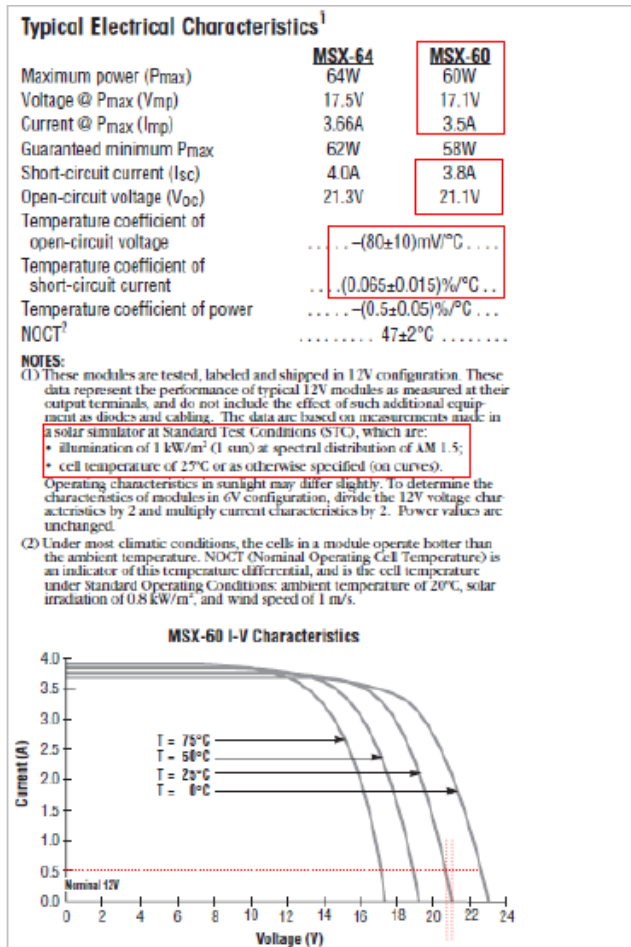 Typical Electrical Characteristics¹
MSX-64 MSX-60
Maximum power (Pmax) 64W 60W
Voltage @ Pmax (Vmp) 17.5V 17.1V
Current @ Pmax (Imp) 3.66A 3.5A
Guaranteed minimum Pmax 62W 58W
Short-circuit current (Isc) 4.0A 3.8A
Open-circuit voltage (Voc) 21.3V 21.1V
Temperature coefficient of
open-circuit voltage . . . . . –(80±10)mV/°C . . . .
Temperature coefficient of
short-circuit current . . . .(0.065±0.015)%/°C . .
Temperature coefficient of power . . . . . –(0.5±0.05)%/°C . . .
NOCT² . . . . . . . . . 47±2°C . . . . . . . .
NOTES:
(1) These modules are tested, labeled and shipped in 12V configuration. These
data represent the performance of typical 12V modules as measured at their
output terminals, and do not include the effect of such additional equip-
ment as diodes and cabling. The data are based on measurements made in
a solar simulator at Standard Test Conditions (STC), which are:
• illumination of 1 kW/m² (1 sun) at spectral distribution of AM 1.5;
• cell temperature of 25°C or as otherwise specified (on curves).
Operating characteristics in sunlight may differ slightly. To determine the
characteristics of modules in 6V configuration, divide the 12V voltage char-
acteristics by 2 and multiply current characteristics by 2. Power values are
unchanged.
(2) Under most climatic conditions, the cells in a module operate hotter than
the ambient temperature. NOCT (Nominal Operating Cell Temperature) is
an indicator of this temperature differential, and is the cell temperature
under Standard Operating Conditions: ambient temperature of 20°C, solar
irradiation of 0.8 kW/m², and wind speed of 1 m/s.
MSX-60 I-V Characteristics
4.0
3.5
3.0
2.5
2.0
1.5
1.0
0.5
0.0
Current (A)
T = 75°C
T = 50°C
T = 25°C
T = 0°C
Nominal 12V
0 2 4 6 8 10 12 14 16 18 20 22 24
Voltage (V)